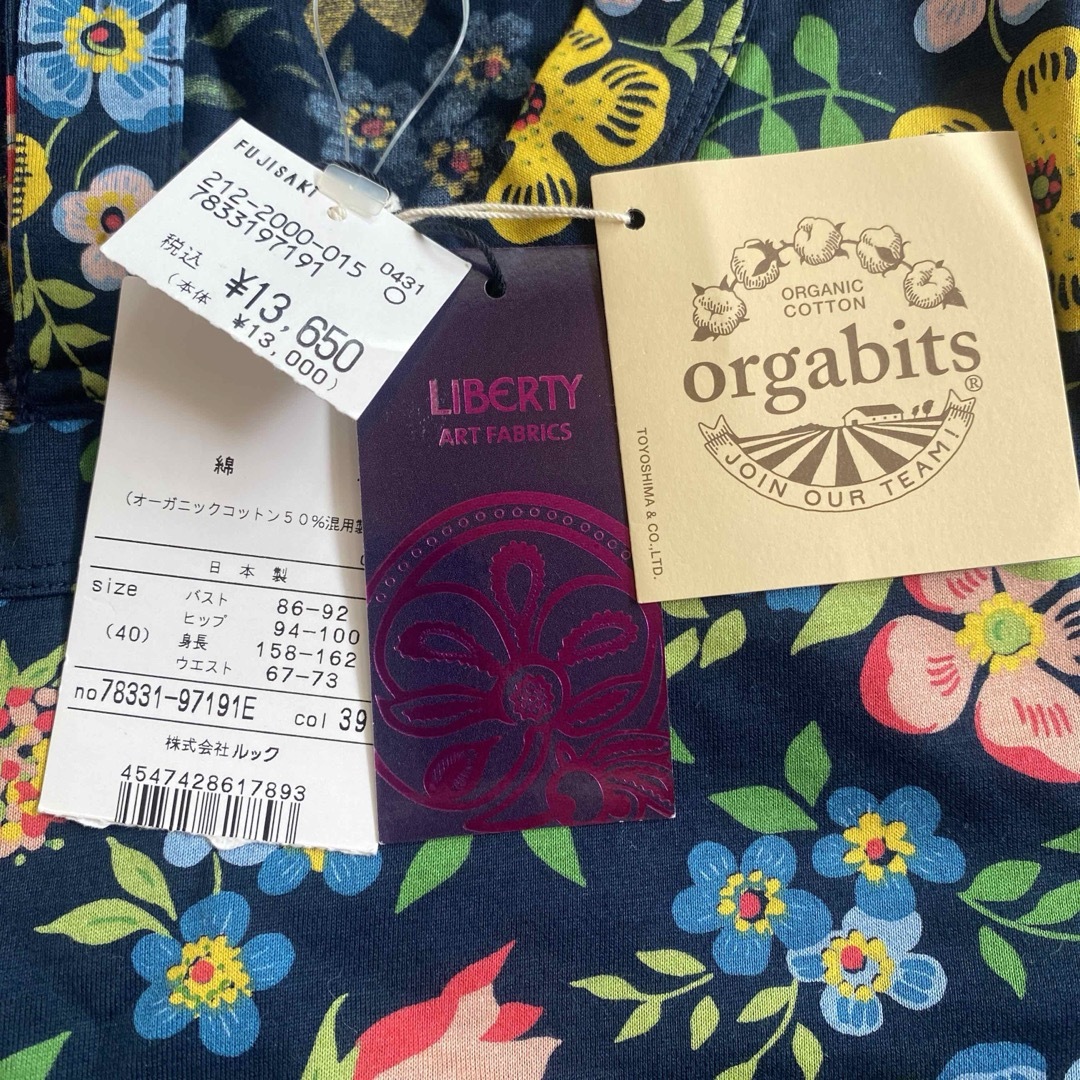 FUJISAKI
212-2000-015 0431
7833197191 O
税込 ¥13,650
(本体 ¥13,000)
綿
(オーガニックコットン50%混用製
日本製
size
(40)
バスト 86-92
ヒップ 94-100
身長 158-162
ウエスト 67-73
no78331-97191E col 39
株式会社ルック
4547428617893
LIBERTY
ART FABRICS
ORGANIC
COTTON
orgabits®
JOIN OUR TEAM!
TOYOSHIMA & CO.,LTD.